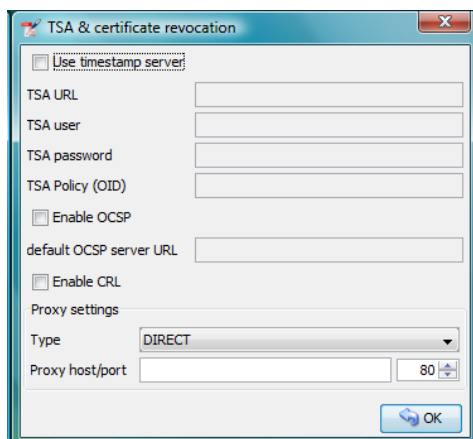 TSA & certificate revocation
Use timestamp server
TSA URL
TSA user
TSA password
TSA Policy (OID)
Enable OCSP
default OCSP server URL
Enable CRL
Proxy settings
Type DIRECT
Proxy host/port 80
OK